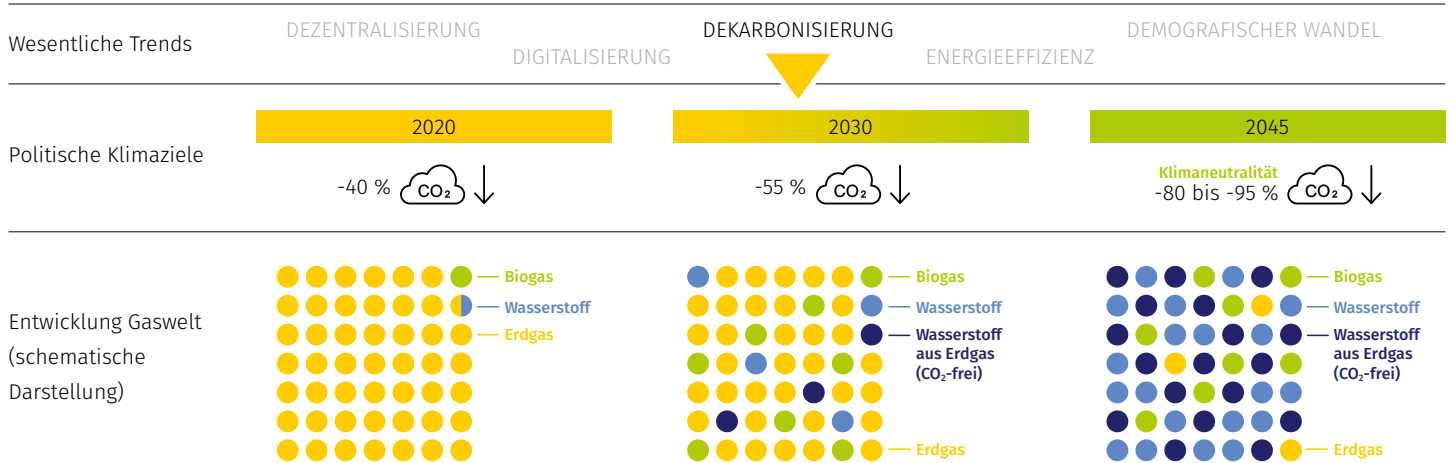 Wesentliche Trends
DEZENTRALISIERUNG
DIGITALISIERUNG
DEKARBONISIERUNG
ENERGIEEFFIZIENZ
DEMOGRAFISCHER WANDEL
Politische Klimaziele
2020
-40 %
CO₂
2030
-55 %
CO₂
2045
Klimaneutralität
-80 bis -95 %
CO₂
Entwicklung Gaswelt
(schematische
Darstellung)
Biogas
Wasserstoff
Erdgas
Biogas
Wasserstoff
Wasserstoff
aus Erdgas
(CO₂-frei)
Erdgas
Biogas
Wasserstoff
Wasserstoff
aus Erdgas
(CO₂-frei)
Erdgas